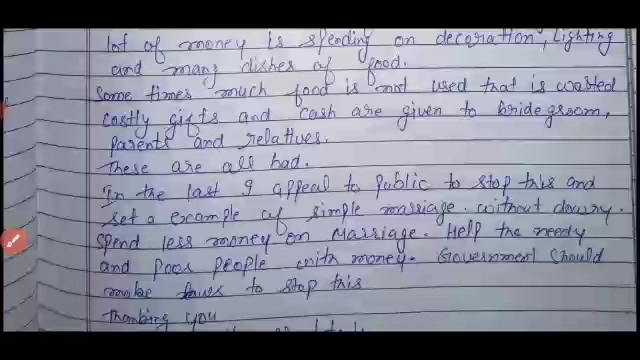 lot of money is spending on decoration, Lighting
and many dishes of food.
Some times much food is not used that is wasted
costly gifts and cash are given to bridegroom,
parents and relatives.
These are all bad.
In the last I appeal to public to stop this and
set a example of simple marriage without dowry.
Spend less money on Marriage. Help the needy
and poor people with money. Government should
make laws to stop this
thanking you